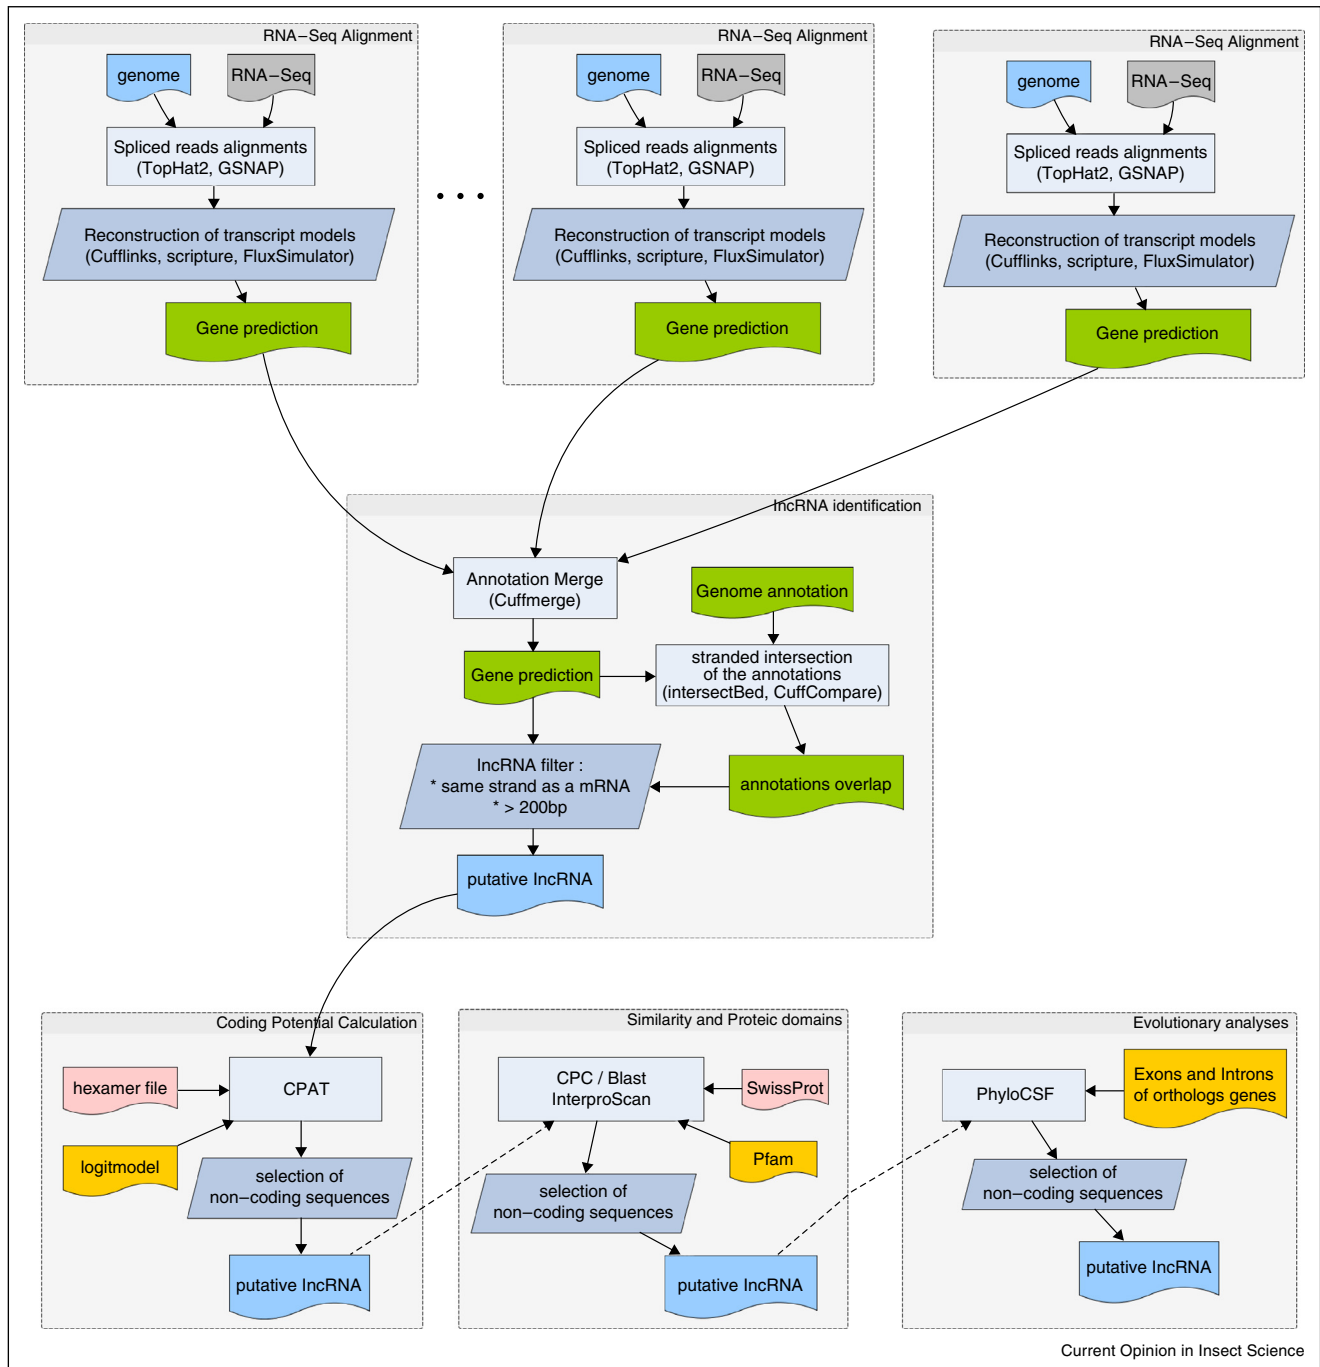 RNA−Seq Alignment
genome
RNA−Seq
Spliced reads alignments
(TopHat2, GSNAP)
Reconstruction of transcript models
(Cufflinks, scripture, FluxSimulator)
Gene prediction
• • •
RNA−Seq Alignment
genome
RNA−Seq
Spliced reads alignments
(TopHat2, GSNAP)
Reconstruction of transcript models
(Cufflinks, scripture, FluxSimulator)
Gene prediction
RNA−Seq Alignment
genome
RNA−Seq
Spliced reads alignments
(TopHat2, GSNAP)
Reconstruction of transcript models
(Cufflinks, scripture, FluxSimulator)
Gene prediction
lncRNA identification
Annotation Merge
(Cuffmerge)
Genome annotation
Gene prediction
stranded intersection
of the annotations
(intersectBed, CuffCompare)
lncRNA filter :
* same strand as a mRNA
* > 200bp
annotations overlap
putative lncRNA
Coding Potential Calculation
hexamer file
CPAT
logitmodel
selection of
non−coding sequences
putative lncRNA
Similarity and Proteic domains
CPC / Blast
InterproScan
SwissProt
Pfam
selection of
non−coding sequences
putative lncRNA
Evolutionary analyses
PhyloCSF
Exons and Introns
of orthologs genes
selection of
non−coding sequences
putative lncRNA
Current Opinion in Insect Science